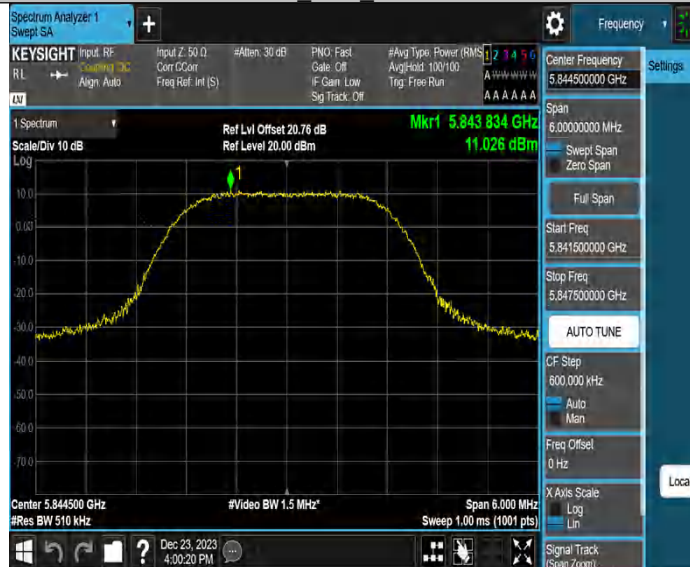 Spectrum Analyzer 1
Swept SA
Frequency
KEYSIGHT
Input: RF
Coupling: DC
Align: Auto
Input Z: 50 Ω
Corr CCorr
Freq Ref: Int (S)
#Atten: 30 dB
PNO: Fast
Gate: Off
IF Gain: Low
Sig Track: Off
#Avg Type: Power (RMS
Avg|Hold: 100/100
Trig: Free Run
1 2 3 4 5 6
A W W W W W
A A A A A A
R L
LXI
1 Spectrum
Scale/Div 10 dB
Log
Ref Lvl Offset 20.76 dB
Ref Level 20.00 dBm
Mkr1 5.843 834 GHz
11.026 dBm
1
10.0
0.00
-10.0
-20.0
-30.0
-40.0
-50.0
-60.0
-70.0
Center 5.844500 GHz
#Res BW 510 kHz
#Video BW 1.5 MHz*
Span 6.000 MHz
Sweep 1.00 ms (1001 pts)
Dec 23, 2023
4:00:20 PM
Center Frequency
5.844500000 GHz
Settings
Span
6.00000000 MHz
Swept Span
Zero Span
Full Span
Start Freq
5.841500000 GHz
Stop Freq
5.847500000 GHz
AUTO TUNE
CF Step
600.000 kHz
Auto
Man
Freq Offset
0 Hz
X Axis Scale
Log
Lin
Local
Signal Track
(Span Zoom)